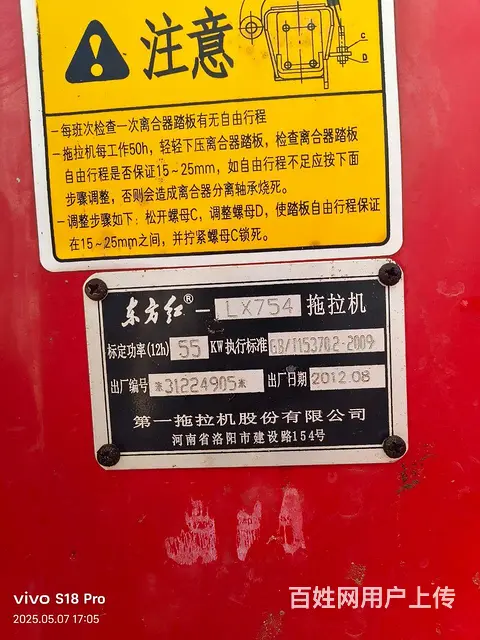 注意
C
D
-每班次检查一次离合器踏板有无自由行程
-拖拉机每工作50h，轻轻下压离合器踏板，检查离合器踏板
自由行程是否保证15~25mm，如自由行程不足应按下面
步骤调整，否则会造成离合器分离轴承烧死。
-调整步骤如下：松开螺母C，调整螺母D，使踏板自由行程保证
在15~25mm之间，并拧紧螺母C锁死。
东方红®-LX754 拖拉机
标定功率(12h) 55 KW 执行标准 GB/T15370.2-2009
出厂编号 *31224905* 出厂日期 2012.08
第一拖拉机股份有限公司
河南省洛阳市建设路154号
vivo S18 Pro
2025.05.07 17:05
百姓网用户上传